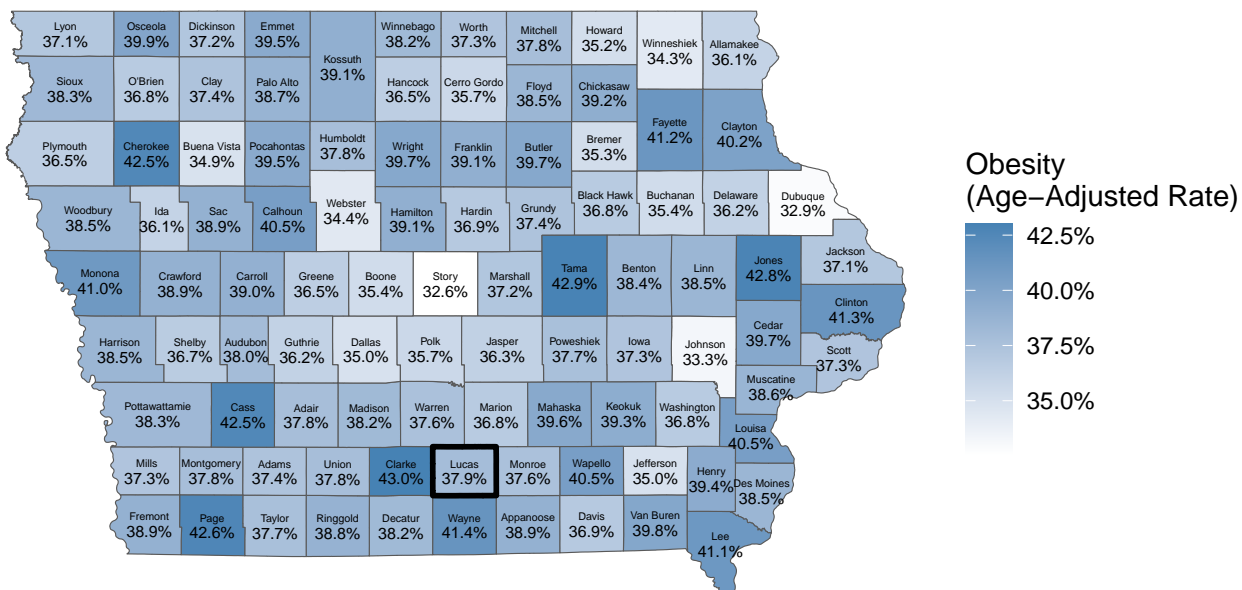 Lyon
37.1%
Osceola
39.9%
Dickinson
37.2%
Emmet
39.5%
Kossuth
39.1%
Winnebago
38.2%
Worth
37.3%
Mitchell
37.8%
Howard
35.2%
Winneshiek
34.3%
Allamakee
36.1%
Sioux
38.3%
O'Brien
36.8%
Clay
37.4%
Palo Alto
38.7%
Hancock
36.5%
Cerro Gordo
35.7%
Floyd
38.5%
Chickasaw
39.2%
Fayette
41.2%
Clayton
40.2%
Plymouth
36.5%
Cherokee
42.5%
Buena Vista
34.9%
Pocahontas
39.5%
Humboldt
37.8%
Wright
39.7%
Franklin
39.1%
Butler
39.7%
Bremer
35.3%
Woodbury
38.5%
Ida
36.1%
Sac
38.9%
Calhoun
40.5%
Webster
34.4%
Hamilton
39.1%
Hardin
36.9%
Grundy
37.4%
Black Hawk
36.8%
Buchanan
35.4%
Delaware
36.2%
Dubuque
32.9%
Monona
41.0%
Crawford
38.9%
Carroll
39.0%
Greene
36.5%
Boone
35.4%
Story
32.6%
Marshall
37.2%
Tama
42.9%
Benton
38.4%
Linn
38.5%
Jones
42.8%
Jackson
37.1%
Clinton
41.3%
Harrison
38.5%
Shelby
36.7%
Audubon
38.0%
Guthrie
36.2%
Dallas
35.0%
Polk
35.7%
Jasper
36.3%
Poweshiek
37.7%
Iowa
37.3%
Johnson
33.3%
Cedar
39.7%
Scott
37.3%
Muscatine
38.6%
Pottawattamie
38.3%
Cass
42.5%
Adair
37.8%
Madison
38.2%
Warren
37.6%
Marion
36.8%
Mahaska
39.6%
Keokuk
39.3%
Washington
36.8%
Louisa
40.5%
Mills
37.3%
Montgomery
37.8%
Adams
37.4%
Union
37.8%
Clarke
43.0%
Lucas
37.9%
Monroe
37.6%
Wapello
40.5%
Jefferson
35.0%
Henry
39.4%
Des Moines
38.5%
Fremont
38.9%
Page
42.6%
Taylor
37.7%
Ringgold
38.8%
Decatur
38.2%
Wayne
41.4%
Appanoose
38.9%
Davis
36.9%
Van Buren
39.8%
Lee
41.1%
Obesity
(Age−Adjusted Rate)
42.5%
40.0%
37.5%
35.0%